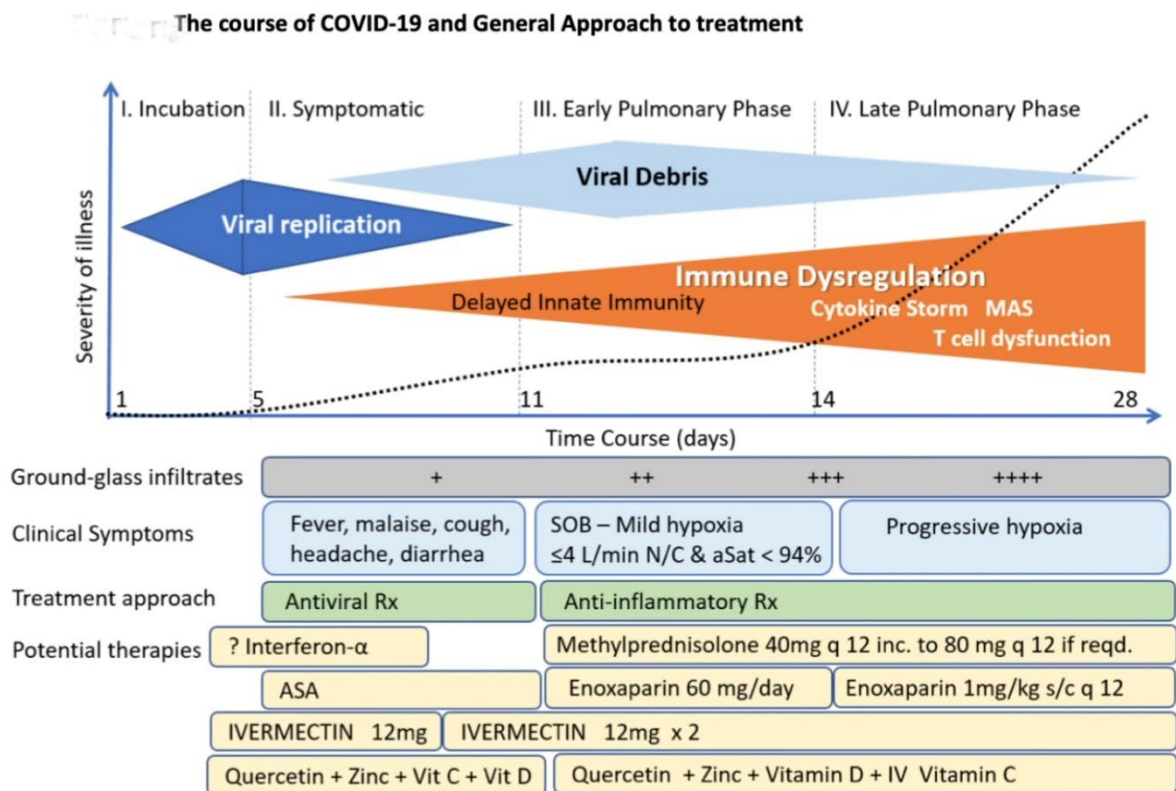 The course of COVID-19 and General Approach to treatment
I. Incubation
II. Symptomatic
III. Early Pulmonary Phase
IV. Late Pulmonary Phase
Severity of illness
Viral Debris
Viral replication
Immune Dysregulation
Delayed Innate Immunity
Cytokine Storm MAS
T cell dysfunction
1
5
11
14
28
Time Course (days)
Ground-glass infiltrates
+
++
+++
++++
Clinical Symptoms
Fever, malaise, cough,
headache, diarrhea
SOB – Mild hypoxia
≤4 L/min N/C & aSat < 94%
Progressive hypoxia
Treatment approach
Antiviral Rx
Anti-inflammatory Rx
Potential therapies
? Interferon-α
Methylprednisolone 40mg q 12 inc. to 80 mg q 12 if reqd.
ASA
Enoxaparin 60 mg/day
Enoxaparin 1mg/kg s/c q 12
IVERMECTIN 12mg
IVERMECTIN 12mg x 2
Quercetin + Zinc + Vit C + Vit D
Quercetin + Zinc + Vitamin D + IV Vitamin C